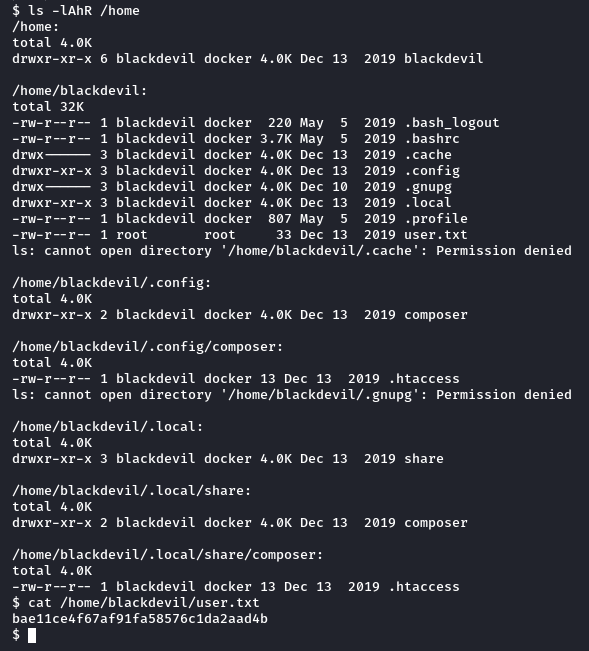 $ ls -lAhR /home
/home:
total 4.0K
drwxr-xr-x 6 blackdevil docker 4.0K Dec 13  2019 blackdevil

/home/blackdevil:
total 32K
-rw-r--r-- 1 blackdevil docker  220 May  5  2019 .bash_logout
-rw-r--r-- 1 blackdevil docker 3.7K May  5  2019 .bashrc
drwx------ 3 blackdevil docker 4.0K Dec 13  2019 .cache
drwxr-xr-x 3 blackdevil docker 4.0K Dec 13  2019 .config
drwx------ 3 blackdevil docker 4.0K Dec 10  2019 .gnupg
drwxr-xr-x 3 blackdevil docker 4.0K Dec 13  2019 .local
-rw-r--r-- 1 blackdevil docker  807 May  5  2019 .profile
-rw-r--r-- 1 root       root     33 Dec 13  2019 user.txt
ls: cannot open directory '/home/blackdevil/.cache': Permission denied

/home/blackdevil/.config:
total 4.0K
drwxr-xr-x 2 blackdevil docker 4.0K Dec 13  2019 composer

/home/blackdevil/.config/composer:
total 4.0K
-rw-r--r-- 1 blackdevil docker 13 Dec 13  2019 .htaccess
ls: cannot open directory '/home/blackdevil/.gnupg': Permission denied

/home/blackdevil/.local:
total 4.0K
drwxr-xr-x 3 blackdevil docker 4.0K Dec 13  2019 share

/home/blackdevil/.local/share:
total 4.0K
drwxr-xr-x 2 blackdevil docker 4.0K Dec 13  2019 composer

/home/blackdevil/.local/share/composer:
total 4.0K
-rw-r--r-- 1 blackdevil docker 13 Dec 13  2019 .htaccess
$ cat /home/blackdevil/user.txt
bae11ce4f67af91fa58576c1da2aad4b
$